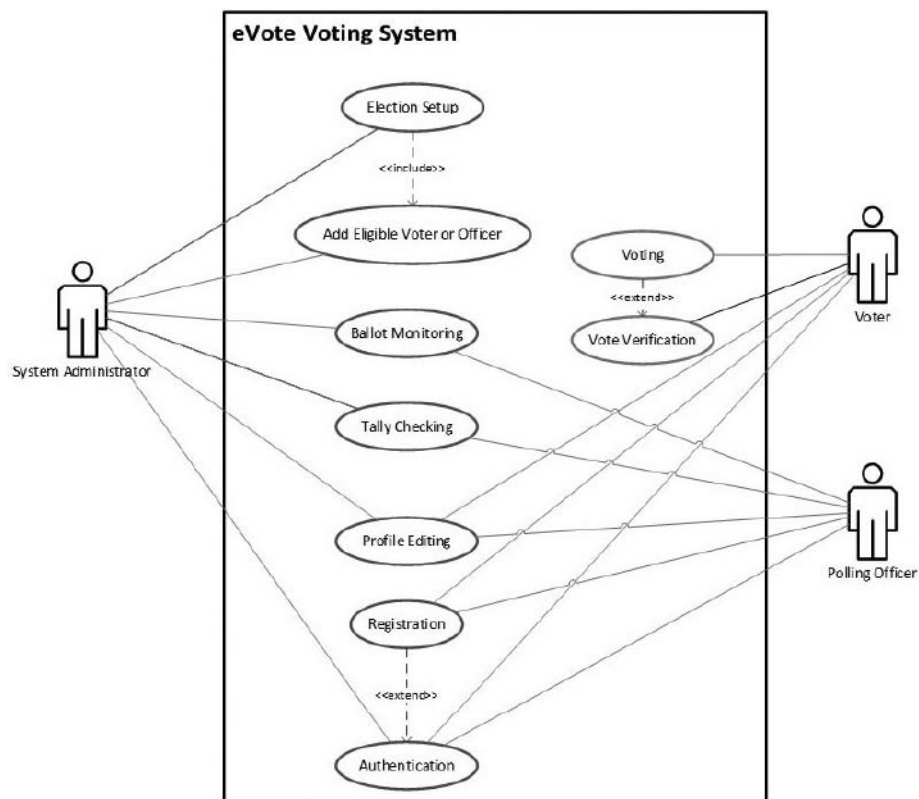 eVote Voting System
Election Setup
<<include>>
Add Eligible Voter or Officer
Voting
<<extend>>
Vote Verification
Voter
Ballot Monitoring
System Administrator
Tally Checking
Profile Editing
Polling Officer
Registration
<<extend>>
Authentication